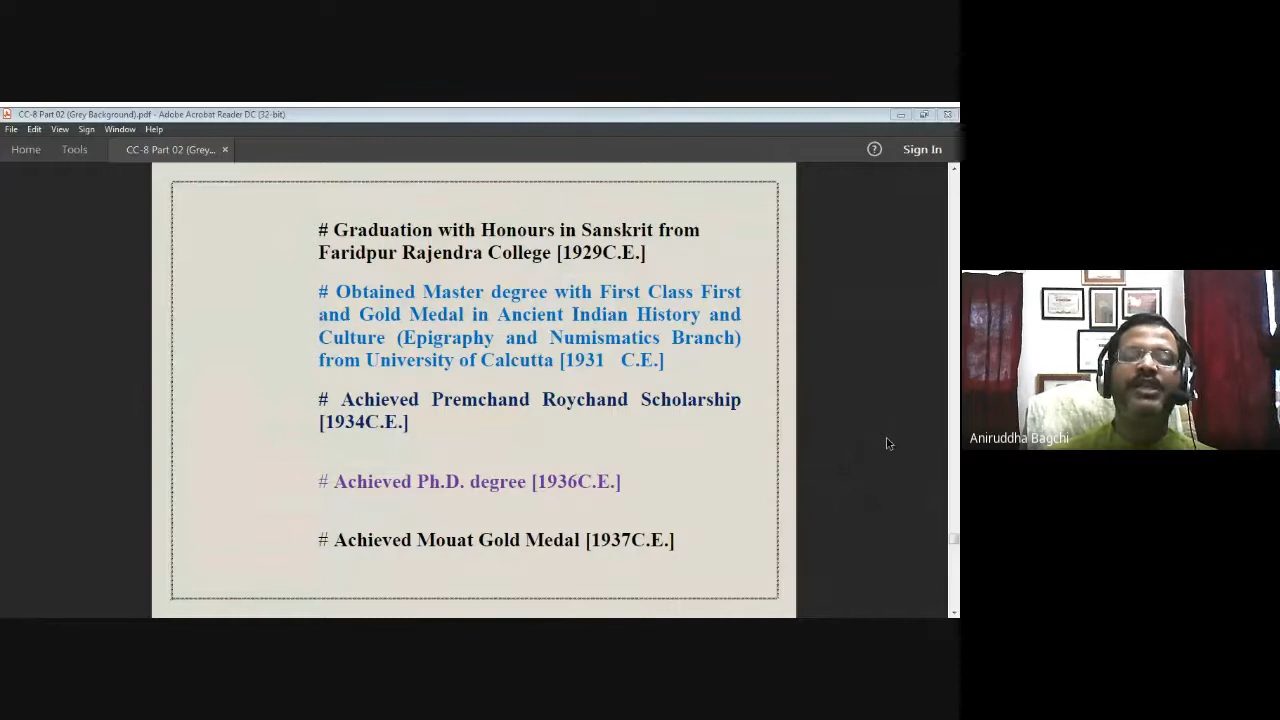 CC-8 Part 02 (Grey Background).pdf - Adobe Acrobat Reader DC (32-bit)
File Edit View Sign Window Help
Home Tools CC-8 Part 02 (Grey... × ? Sign In
# Graduation with Honours in Sanskrit from
Faridpur Rajendra College [1929C.E.]
# Obtained Master degree with First Class First
and Gold Medal in Ancient Indian History and
Culture (Epigraphy and Numismatics Branch)
from University of Calcutta [1931 C.E.]
# Achieved Premchand Roychand Scholarship
[1934C.E.]
# Achieved Ph.D. degree [1936C.E.]
# Achieved Mouat Gold Medal [1937C.E.]
Aniruddha Bagchi